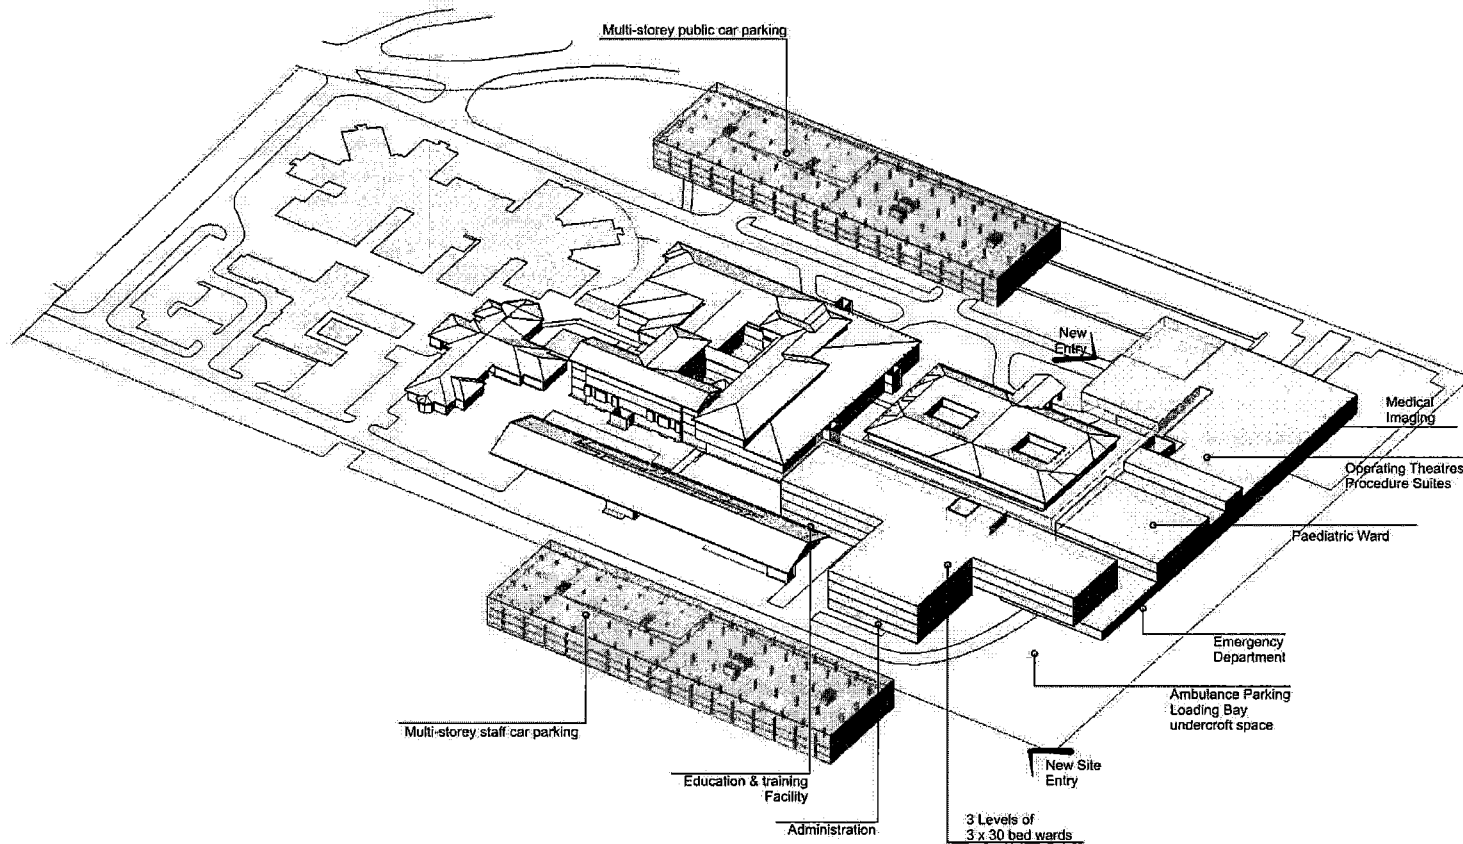 Multi-storey public car parking
New
Entry
Medical
Imaging
Operating Theatres
Procedure Suites
Paediatric Ward
Emergency
Department
Ambulance Parking
Loading Bay
undercroft space
Multi-storey staff car parking
New Site
Entry
Education & training
Facility
Administration
3 Levels of
3 x 30 bed wards